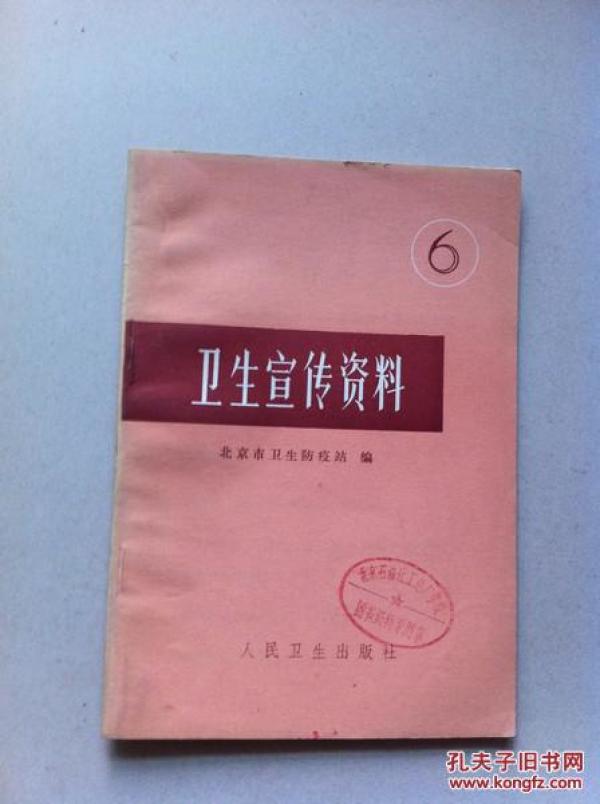 6
卫生宣传资料
北京市卫生防疫站 编
人民卫生出版社
孔夫子旧书网
www.kongfz.com